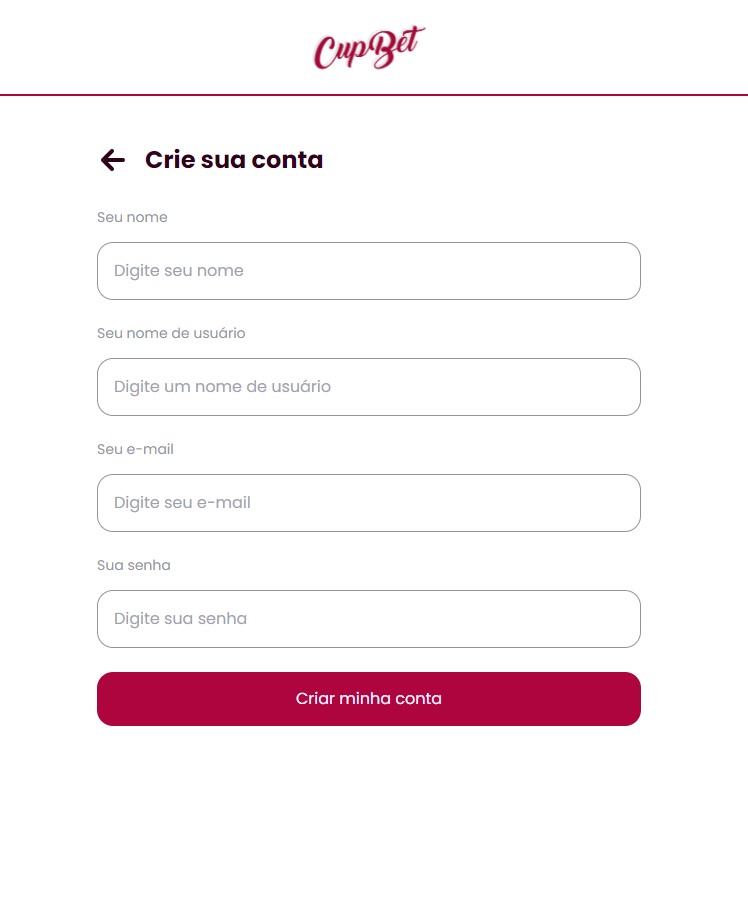 CupBet
Crie sua conta
Seu nome
Digite seu nome
Seu nome de usuário
Digite um nome de usuário
Seu e-mail
Digite seu e-mail
Sua senha
Digite sua senha
Criar minha conta